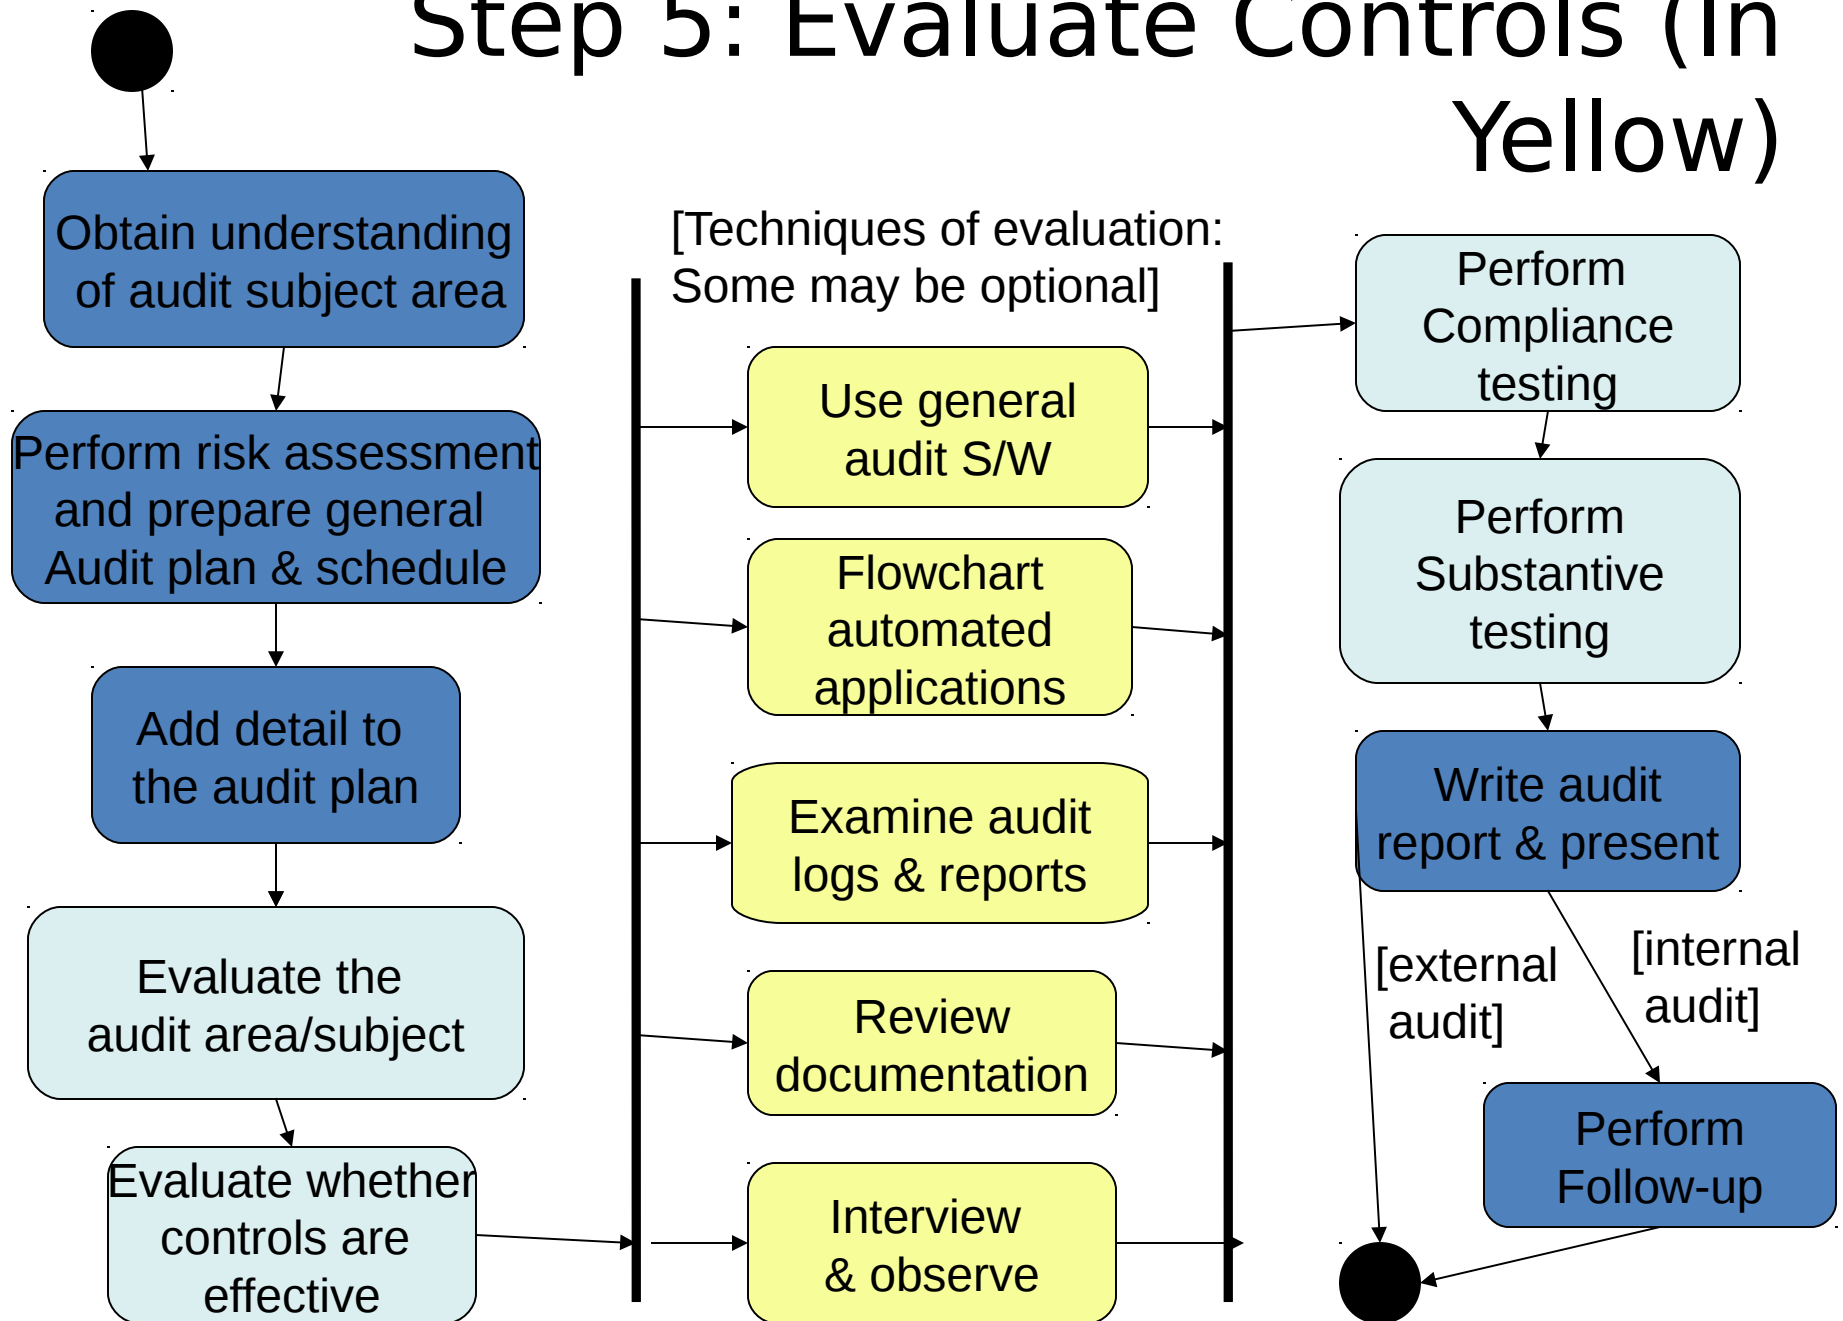 Step 5: Evaluate Controls (In
Yellow)
Obtain understanding
of audit subject area
Perform risk assessment
and prepare general
Audit plan & schedule
Add detail to
the audit plan
Evaluate the
audit area/subject
Evaluate whether
controls are
effective
[Techniques of evaluation:
Some may be optional]
Use general
audit S/W
Flowchart
automated
applications
Examine audit
logs & reports
Review
documentation
Interview
& observe
Perform
Compliance
testing
Perform
Substantive
testing
Write audit
report & present
[external
audit]
[internal
audit]
Perform
Follow-up